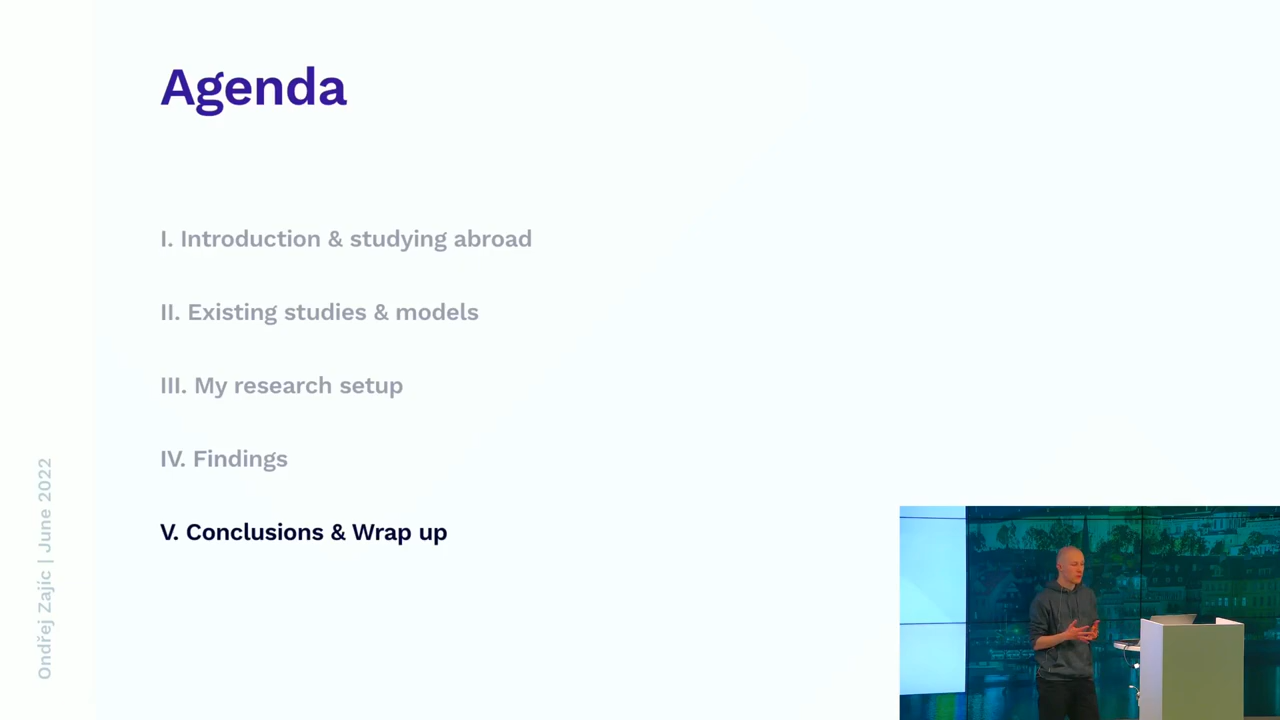 Agenda
I. Introduction & studying abroad
II. Existing studies & models
III. My research setup
IV. Findings
V. Conclusions & Wrap up
Ondřej Zajíc | June 2022